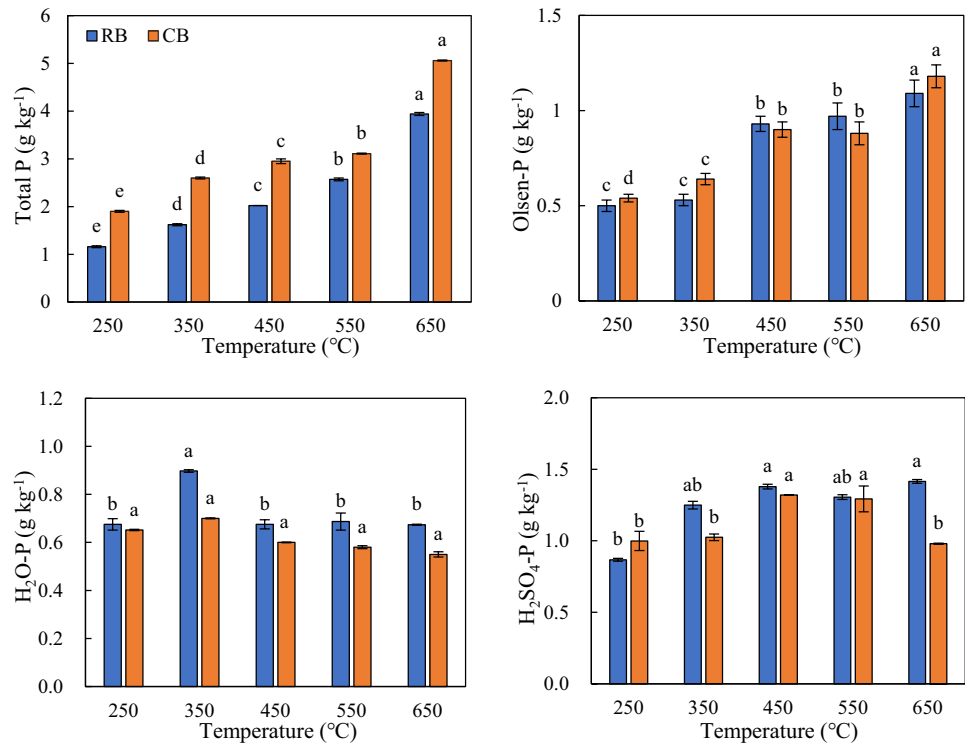 Total P (g kg⁻¹)
6
5
4
3
2
1
0
RB CB
e e d d c c b b a a
250 350 450 550 650
Temperature (℃)
Olsen-P (g kg⁻¹)
1.5
1
0.5
0
c d c c b b b b a a
250 350 450 550 650
Temperature (℃)
H₂O-P (g kg⁻¹)
1.2
1.0
0.8
0.6
0.4
0.2
0.0
b a a a b a b a b a
250 350 450 550 650
Temperature (℃)
H₂SO₄-P (g kg⁻¹)
2.0
1.5
1.0
0.5
0.0
b b ab b a a ab a a b
250 350 450 550 650
Temperature (℃)